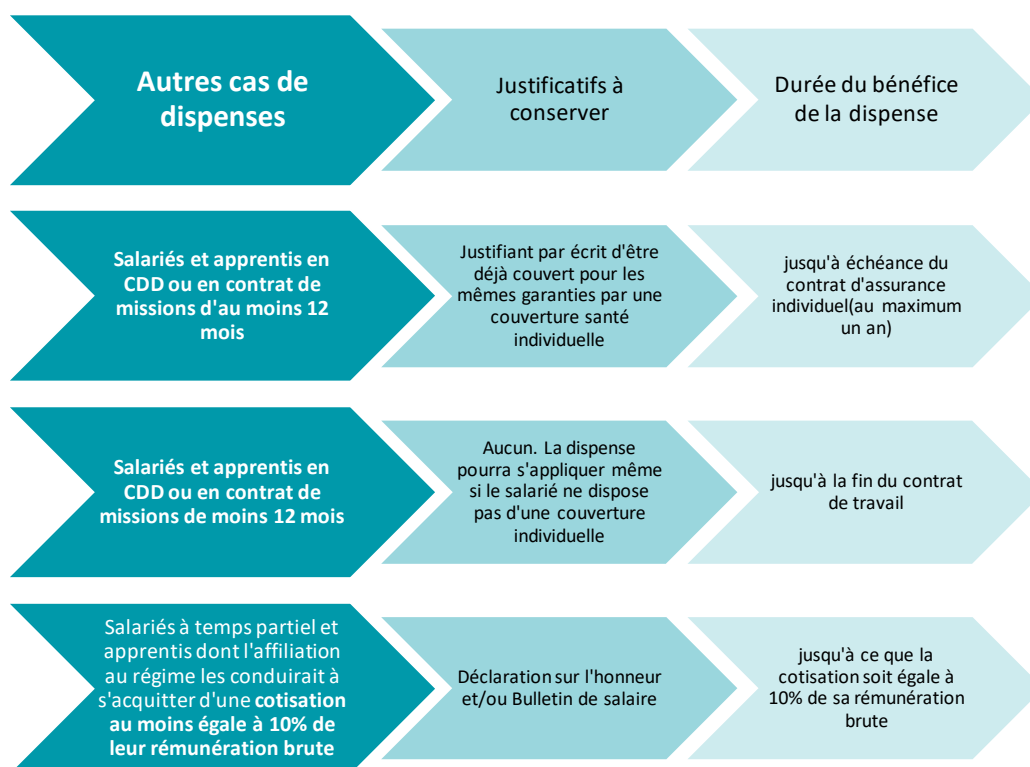 Autres cas de
dispenses
Justificatifs à
conserver
Durée du bénéfice
de la dispense
Salariés et apprentis en
CDD ou en contrat de
missions d'au moins 12
mois
Justifiant par écrit d'être
déjà couvert pour les
mêmes garanties par une
couverture santé
individuelle
jusqu'à échéance du
contrat d'assurance
individuel(au maximum
un an)
Salariés et apprentis en
CDD ou en contrat de
missions de moins 12 mois
Aucun. La dispense
pourra s'appliquer même
si le salarié ne dispose
pas d'une couverture
individuelle
jusqu'à la fin du contrat
de travail
Salariés à temps partiel et
apprentis dont l'affiliation
au régime les conduirait à
s'acquitter d'une cotisation
au moins égale à 10% de
leur rémunération brute
Déclaration sur l'honneur
et/ou Bulletin de salaire
jusqu'à ce que la
cotisation soit égale à
10% de sa rémunération
brute